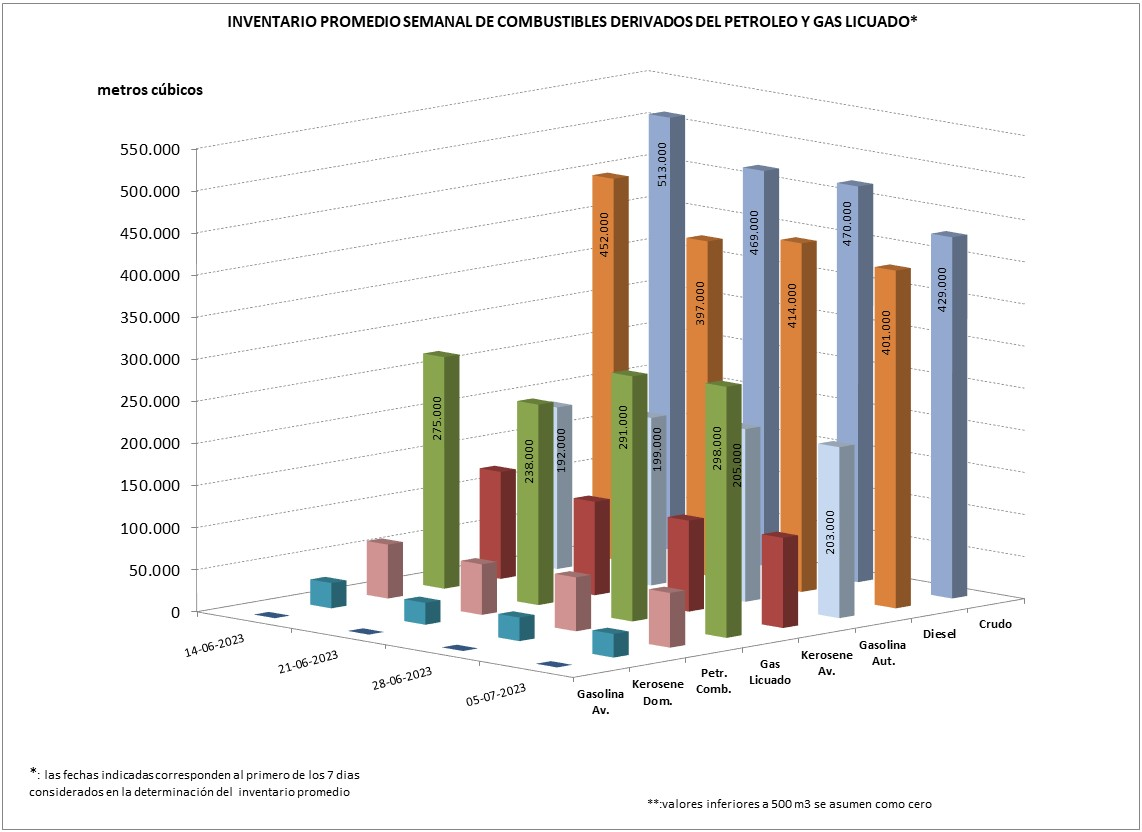 INVENTARIO PROMEDIO SEMANAL DE COMBUSTIBLES DERIVADOS DEL PETROLEO Y GAS LICUADO*
metros cúbicos
550.000
500.000
450.000
400.000
350.000
300.000
250.000
200.000
150.000
100.000
50.000
0
513.000
469.000
470.000
429.000
452.000
397.000
414.000
401.000
192.000
199.000
205.000
203.000
275.000
238.000
291.000
298.000
14-06-2023
21-06-2023
28-06-2023
05-07-2023
Gasolina
Av.
Kerosene
Dom.
Petr.
Comb.
Gas
Licuado
Kerosene
Av.
Gasolina
Aut.
Diesel
Crudo
*: las fechas indicadas corresponden al primero de los 7 dias
considerados en la determinación del inventario promedio
**:valores inferiores a 500 m3 se asumen como cero